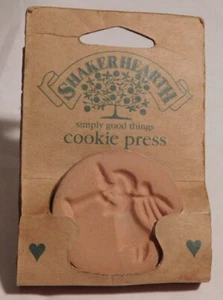 SHAKER HEARTH
simply good things
cookie press